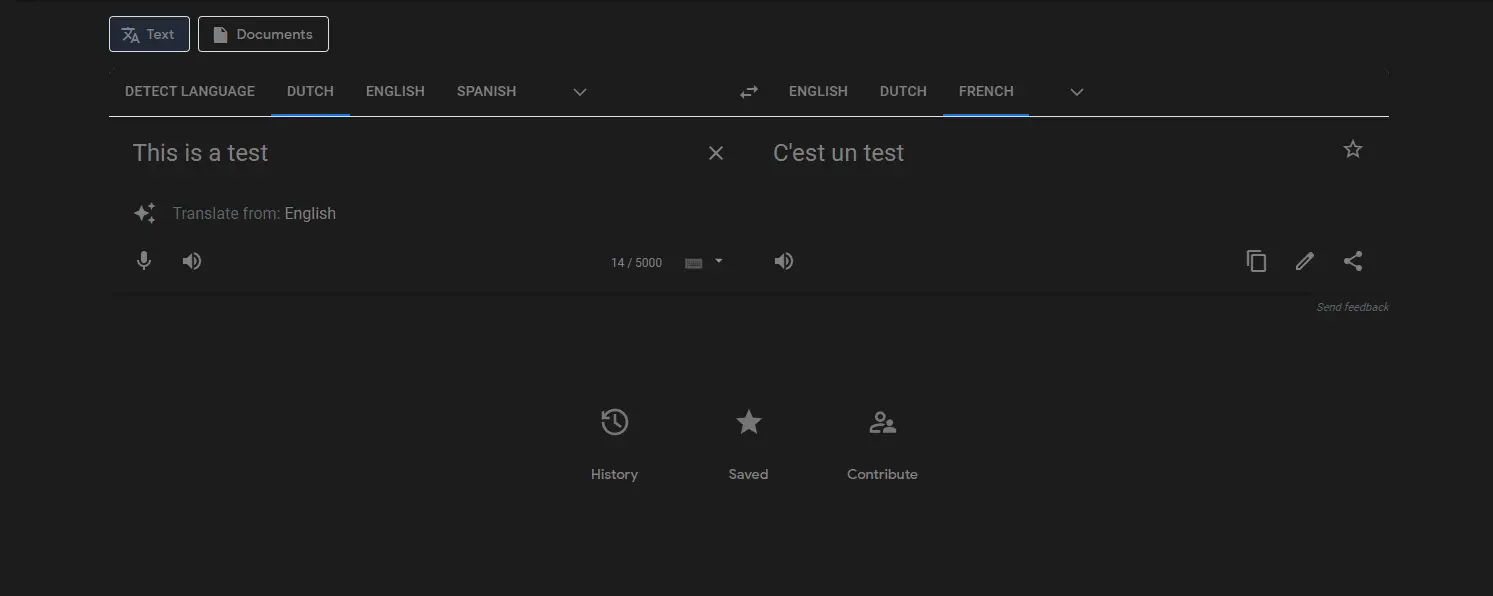 Text Documents
DETECT LANGUAGE DUTCH ENGLISH SPANISH ENGLISH DUTCH FRENCH
This is a test C'est un test
Translate from: English
14 / 5000
Send feedback
History Saved Contribute